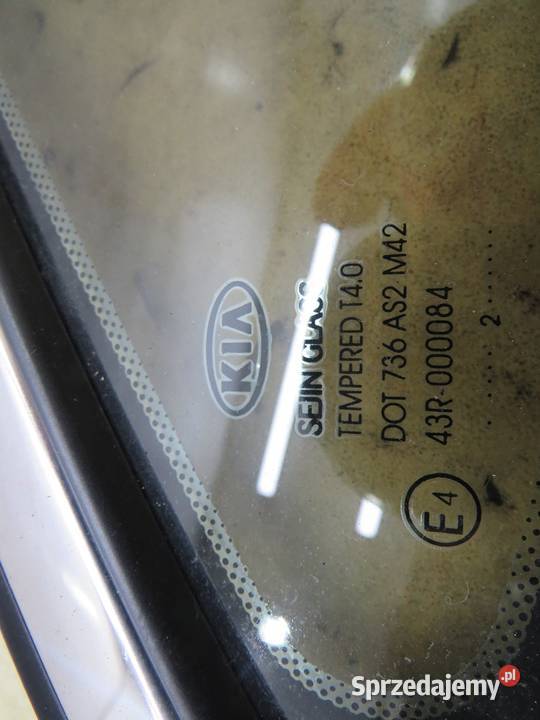 KIA
SEJIN GLASS
TEMPERED T4.0
DOT 736 AS2 M42
43R-000084
. . . . . . 2 . . . . . .
E4
Sprzedajemy.pl